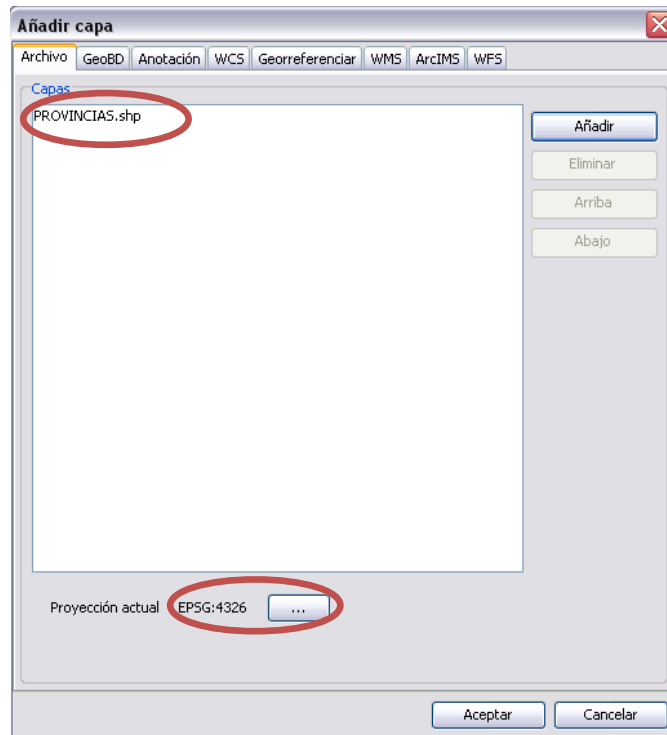 Añadir capa
Archivo GeoBD Anotación WCS Georreferenciar WMS ArcIMS WFS
Capas
PROVINCIAS.shp
Añadir
Eliminar
Arriba
Abajo
Proyección actual EPSG:4326 ...
Aceptar Cancelar